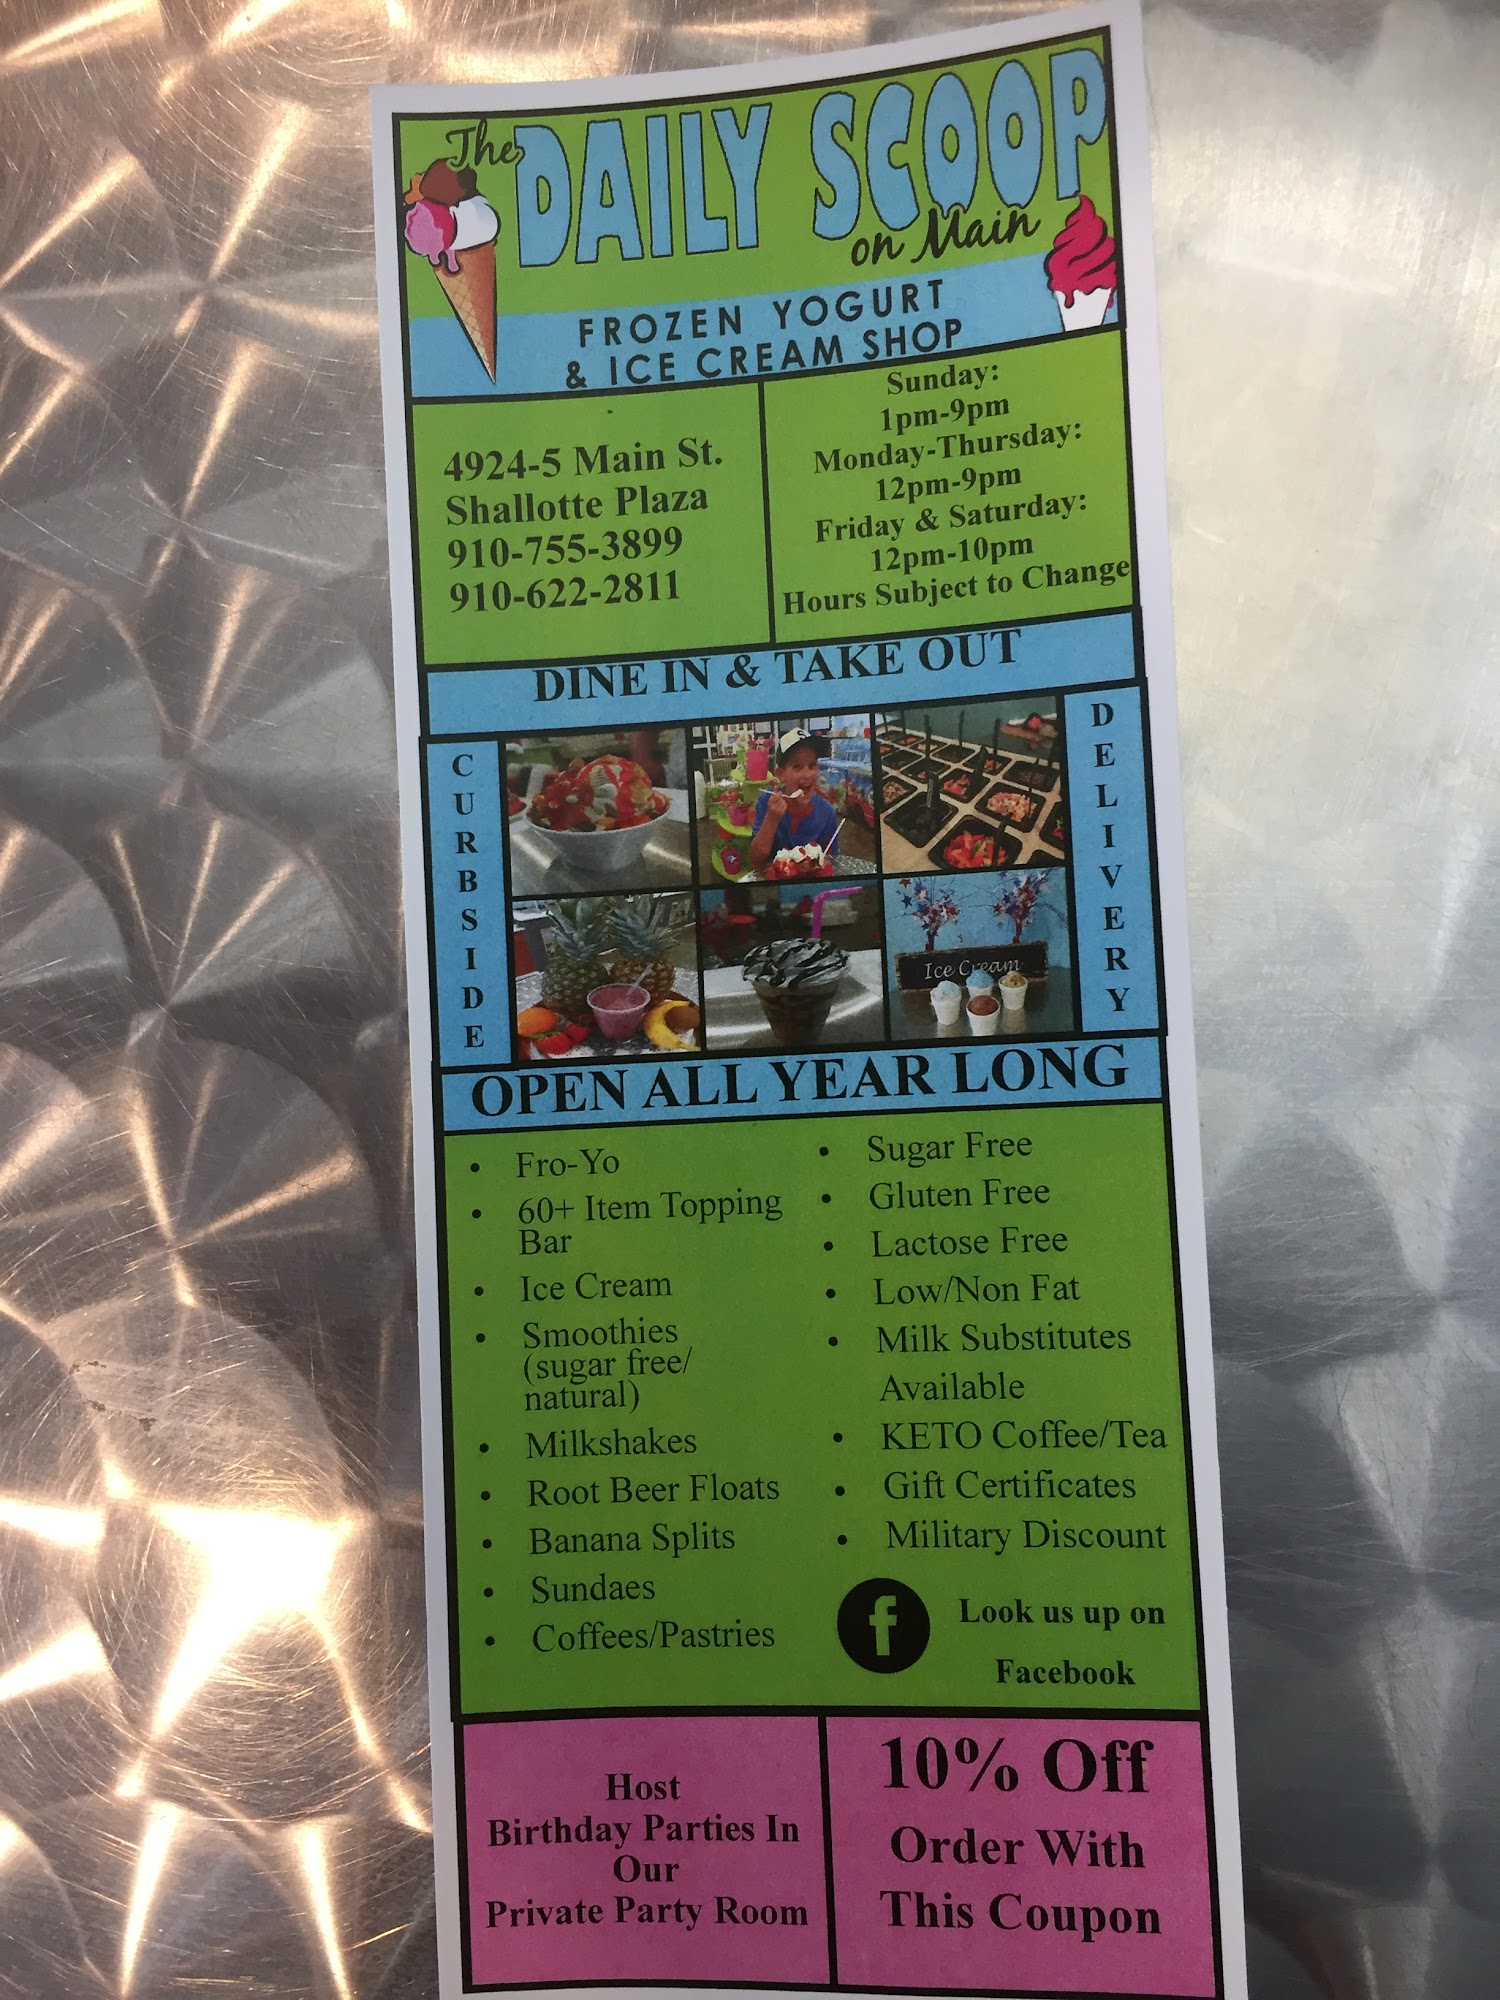 The DAILY SCOOP
on Main
FROZEN YOGURT
& ICE CREAM SHOP
4924-5 Main St.
Shallotte Plaza
910-755-3899
910-622-2811
Sunday:
1pm-9pm
Monday-Thursday:
12pm-9pm
Friday & Saturday:
12pm-10pm
Hours Subject to Change
DINE IN & TAKE OUT
CURBSIDE
Ice Cream
DELIVERY
OPEN ALL YEAR LONG
• Fro-Yo
• 60+ Item Topping
Bar
• Ice Cream
• Smoothies
(sugar free/
natural)
• Milkshakes
• Root Beer Floats
• Banana Splits
• Sundaes
• Coffees/Pastries
• Sugar Free
• Gluten Free
• Lactose Free
• Low/Non Fat
• Milk Substitutes
Available
• KETO Coffee/Tea
• Gift Certificates
• Military Discount
f
Look us up on
Facebook
Host
Birthday Parties In
Our
Private Party Room
10% Off
Order With
This Coupon